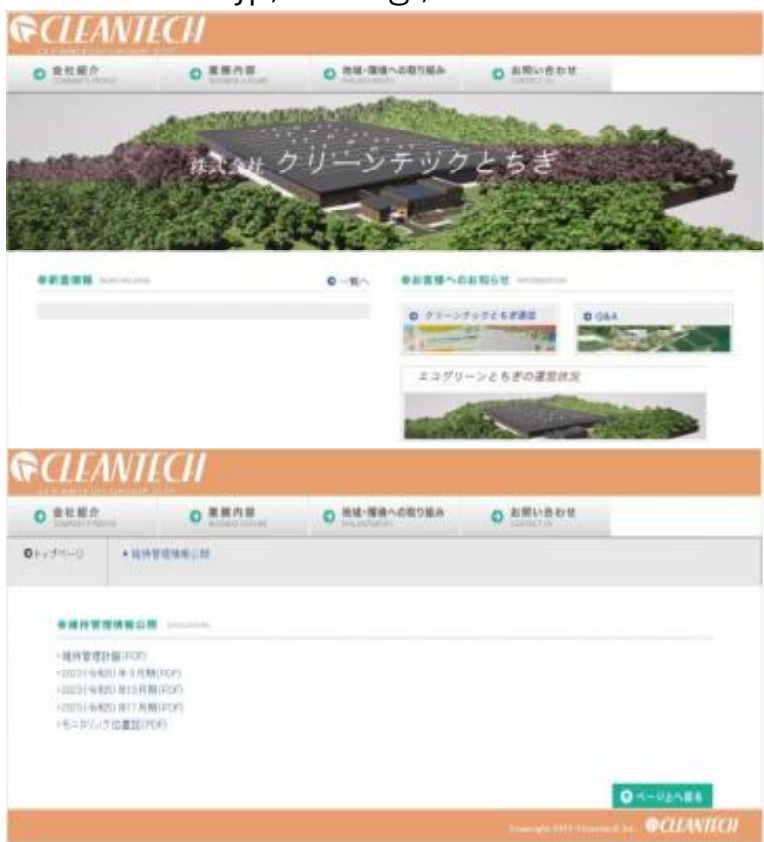 CLEANTECH
会社紹介
業務内容
地域・環境への取り組み
お問い合わせ
株式会社 クリーンテックとちぎ
新着情報
一覧へ
お客様へのお知らせ
クリーンテックとちぎ通信
Q&A
エコグリーンとちぎの運営状況
CLEANTECH
会社紹介
業務内容
地域・環境への取り組み
お問い合わせ
トップページ
維持管理情報公開
維持管理情報公開
維持管理計画(PDF)
2023(令和5)年9月期(PDF)
2023(令和5)年10月期(PDF)
2023(令和5)年11月期(PDF)
モニタリング位置図(PDF)
ページ上へ戻る
CLEANTECH